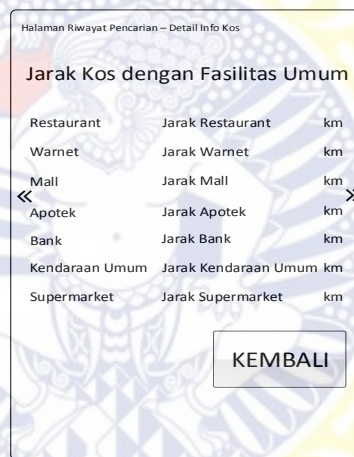 Halaman Riwayat Pencarian – Detail Info Kos
Jarak Kos dengan Fasilitas Umum
Restaurant Jarak Restaurant km
Warnet Jarak Warnet km
Mall Jarak Mall km
« »
Apotek Jarak Apotek km
Bank Jarak Bank km
Kendaraan Umum Jarak Kendaraan Umum km
Supermarket Jarak Supermarket km
KEMBALI